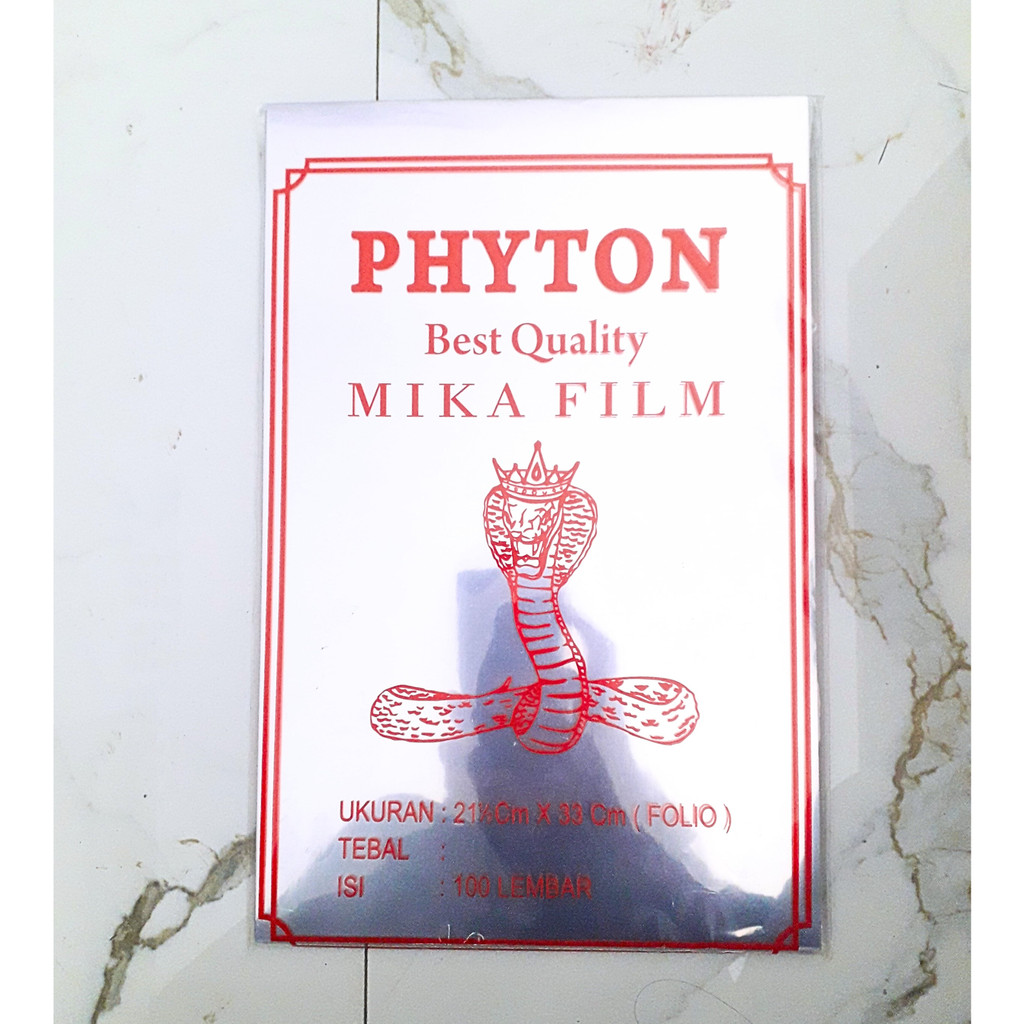 PHYTON
Best Quality
MIKA FILM
UKURAN : 21½Cm X 33 Cm ( FOLIO )
TEBAL :
ISI : 100 LEMBAR